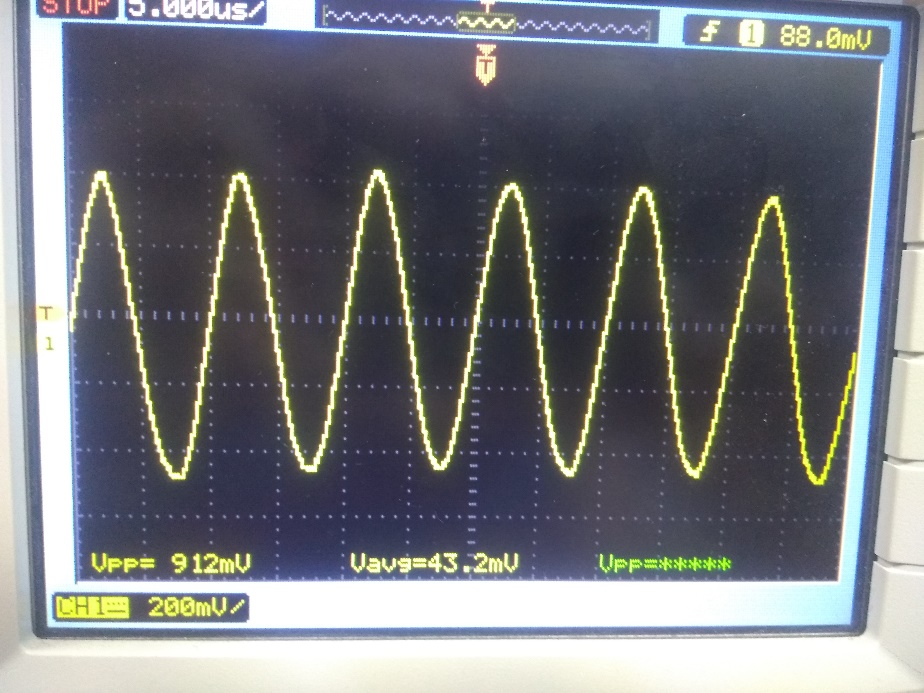 STOP 5.000us/ 1 88.0mV
T
T
1
Vpp= 912mV Vavg=43.2mV Vpp=*****
CH1 200mV/